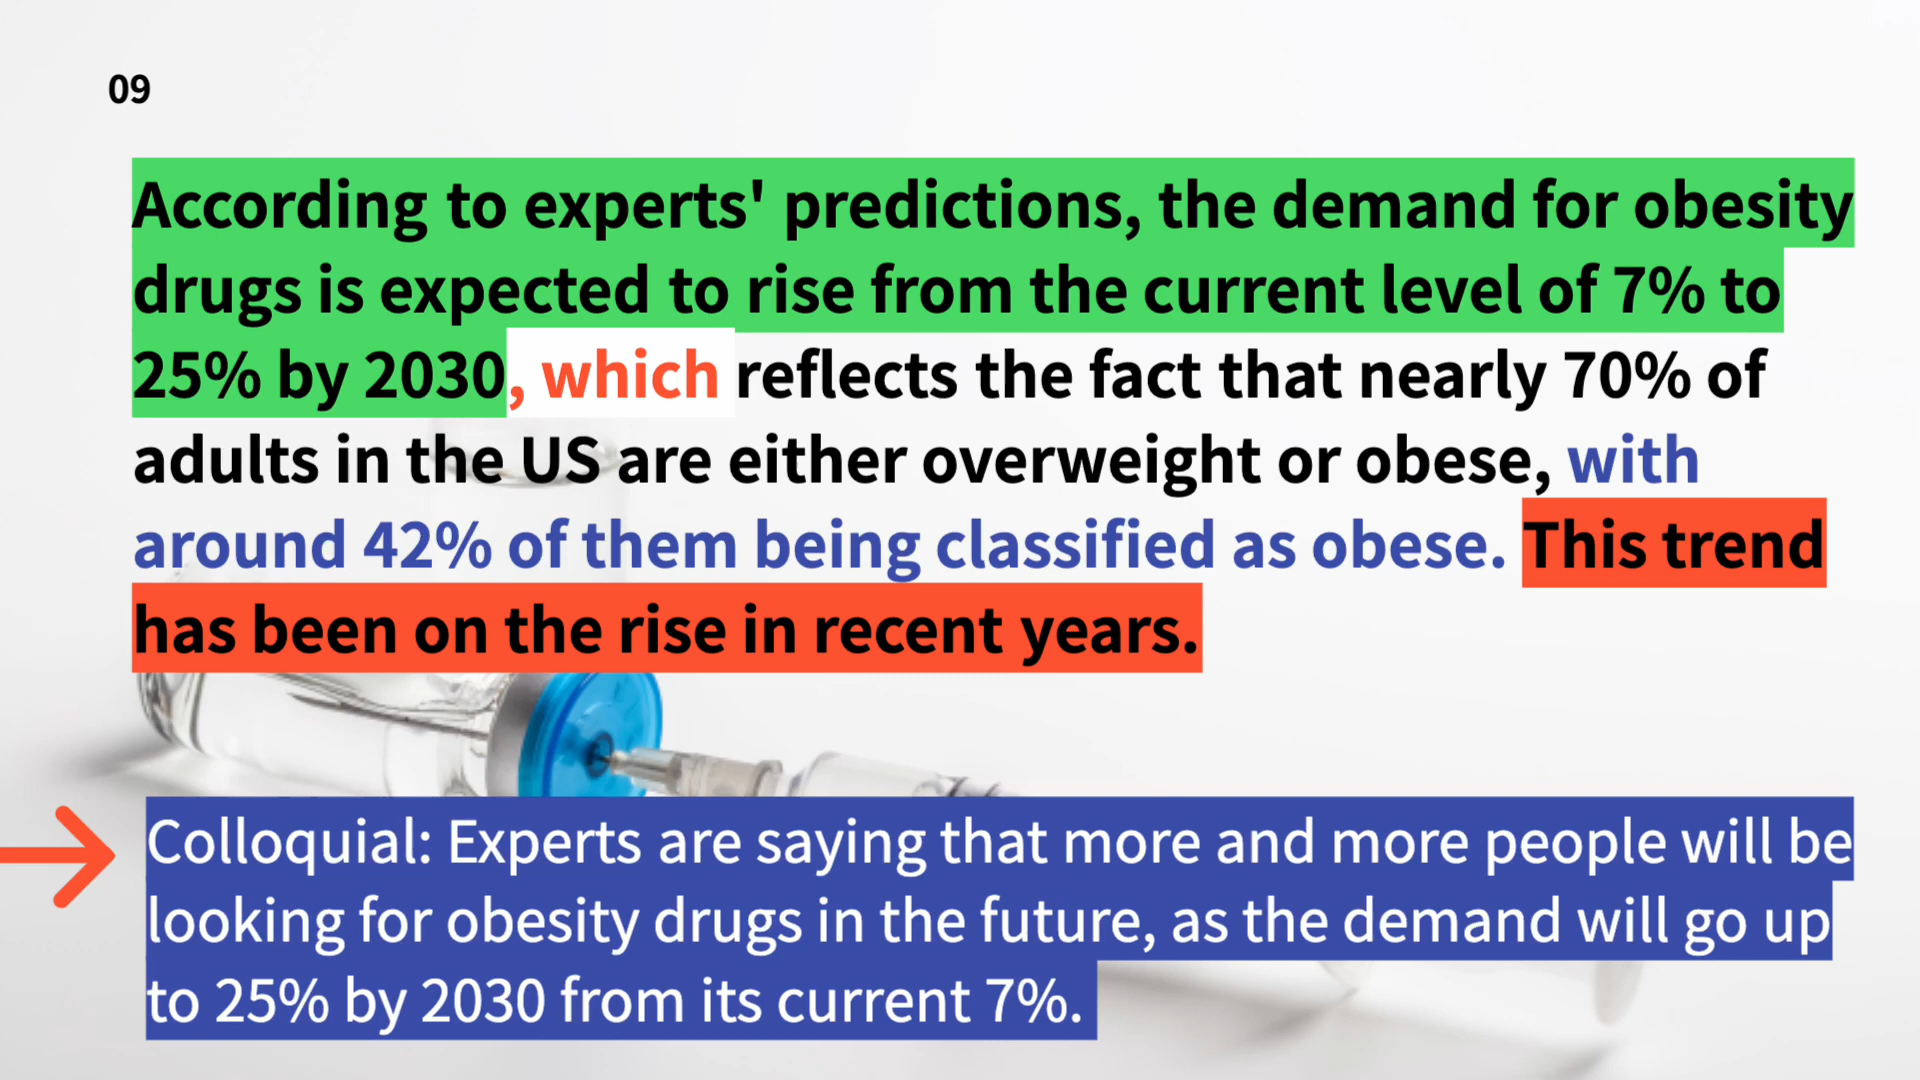 09
According to experts' predictions, the demand for obesity
drugs is expected to rise from the current level of 7% to
25% by 2030, which reflects the fact that nearly 70% of
adults in the US are either overweight or obese, with
around 42% of them being classified as obese. This trend
has been on the rise in recent years.
Colloquial: Experts are saying that more and more people will be
looking for obesity drugs in the future, as the demand will go up
to 25% by 2030 from its current 7%.